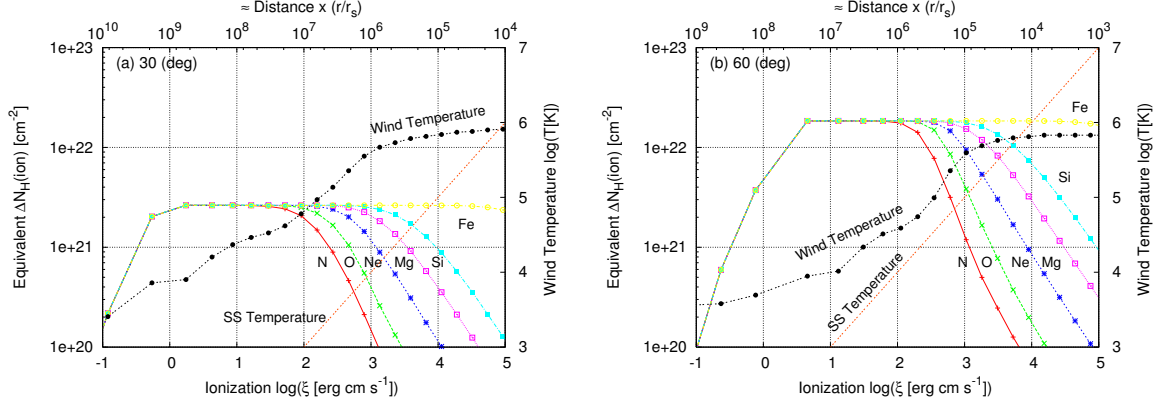 ≈ Distance x (r/r_s)
10^10 10^9 10^8 10^7 10^6 10^5 10^4
(a) 30 (deg)
Equivalent ΔN_H(ion) [cm^-2]
1e+23
1e+22
1e+21
1e+20
Wind Temperature
Fe
N O Ne Mg Si
SS Temperature
7
6
5
4
3
Wind Temperature log(T[K])
-1 0 1 2 3 4 5
Ionization log(ξ [erg cm s^-1])
≈ Distance x (r/r_s)
10^9 10^8 10^7 10^6 10^5 10^4 10^3
(b) 60 (deg)
Equivalent ΔN_H(ion) [cm^-2]
1e+23
1e+22
1e+21
1e+20
Fe
Si
Wind Temperature
N O Ne Mg
SS Temperature
7
6
5
4
3
Wind Temperature log(T[K])
-1 0 1 2 3 4 5
Ionization log(ξ [erg cm s^-1])